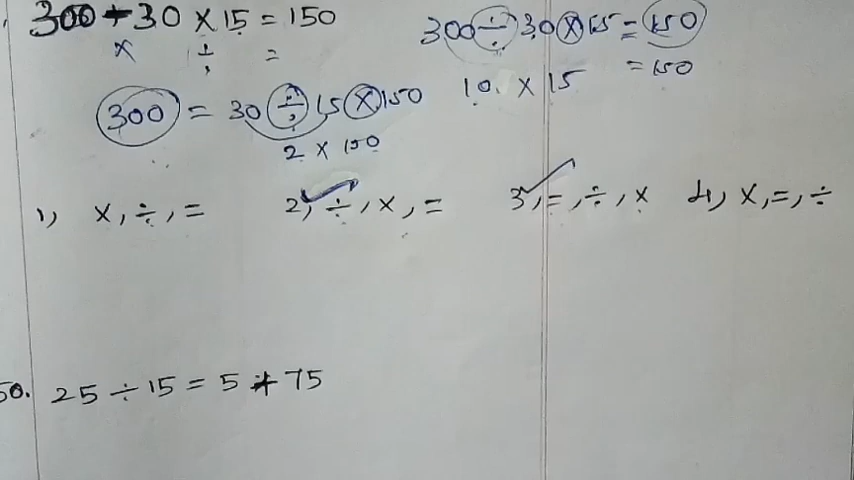 300 + 30 × 15 = 150
× ÷ =
300 ÷ 30 × 15 = 150
10. × 15 = 150
300 = 30 ÷ 15 × 150
2 × 150
1, ×, ÷, = 2, ÷, ×, = 3, =, ÷, × 4, ×, =, ÷
50. 25 ÷ 15 = 5 + 75